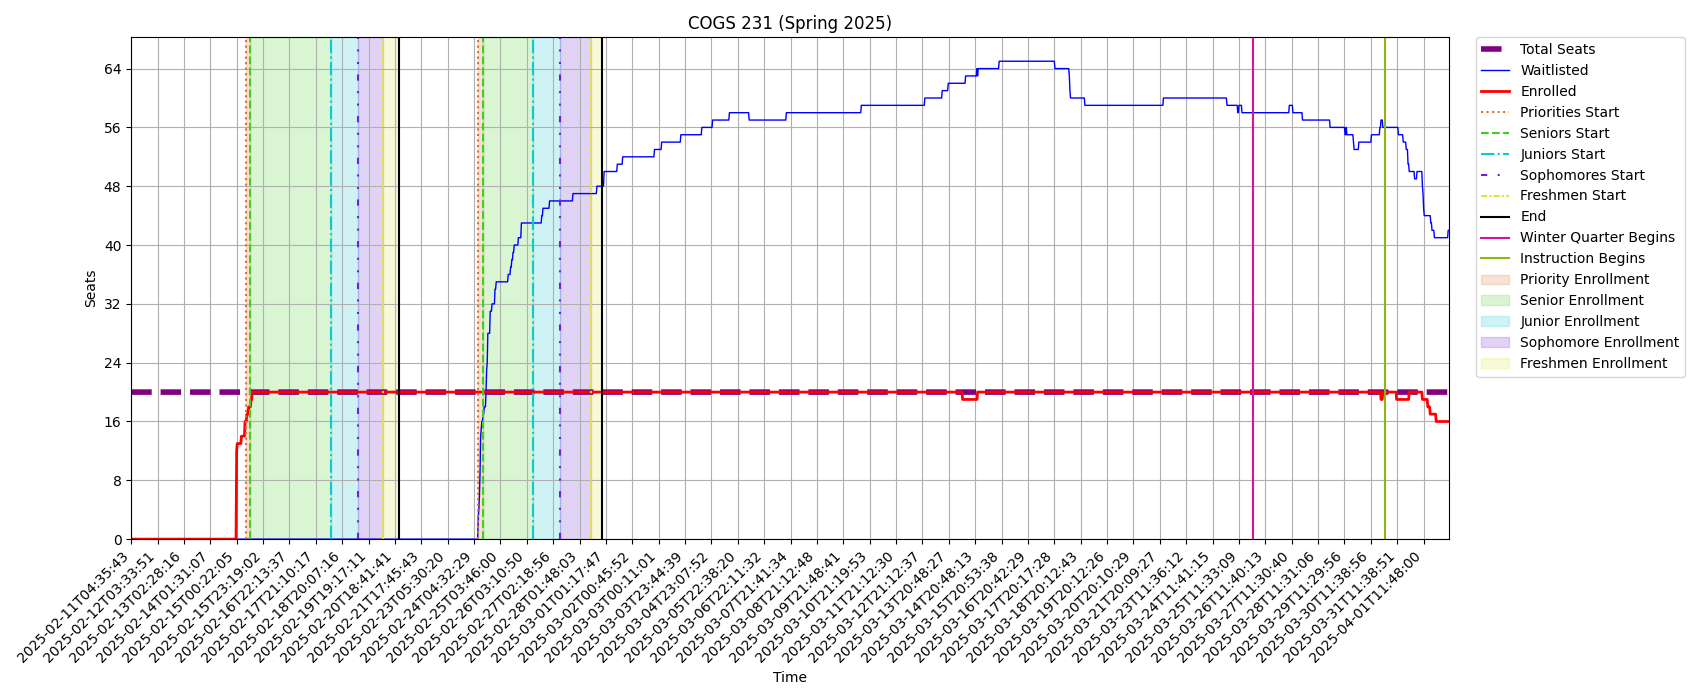 COGS 231 (Spring 2025)
Seats
64
56
48
40
32
24
16
8
0
2025-02-11T04:35:43
2025-02-12T03:33:51
2025-02-13T02:28:16
2025-02-14T01:31:07
2025-02-15T00:22:05
2025-02-15T23:19:02
2025-02-16T22:13:37
2025-02-17T21:10:17
2025-02-18T20:07:16
2025-02-19T19:17:11
2025-02-20T18:41:41
2025-02-21T17:45:43
2025-02-23T05:30:20
2025-02-24T04:32:29
2025-02-25T03:46:00
2025-02-26T03:10:50
2025-02-27T02:18:56
2025-02-28T01:48:03
2025-03-01T01:17:47
2025-03-02T00:45:52
2025-03-03T00:11:01
2025-03-03T23:44:39
2025-03-04T23:07:52
2025-03-05T22:38:20
2025-03-06T22:11:32
2025-03-07T21:41:34
2025-03-08T21:12:48
2025-03-09T21:48:41
2025-03-10T21:19:53
2025-03-11T21:12:30
2025-03-12T21:12:37
2025-03-13T20:48:27
2025-03-14T20:48:13
2025-03-15T20:53:38
2025-03-16T20:42:29
2025-03-17T20:17:28
2025-03-18T20:12:43
2025-03-19T20:12:26
2025-03-20T20:10:29
2025-03-21T20:09:27
2025-03-23T11:36:12
2025-03-24T11:41:15
2025-03-25T11:33:09
2025-03-26T11:40:13
2025-03-27T11:30:40
2025-03-28T11:31:06
2025-03-29T11:29:56
2025-03-30T11:38:56
2025-03-31T11:38:51
2025-04-01T11:48:00
Time
Total Seats
Waitlisted
Enrolled
Priorities Start
Seniors Start
Juniors Start
Sophomores Start
Freshmen Start
End
Winter Quarter Begins
Instruction Begins
Priority Enrollment
Senior Enrollment
Junior Enrollment
Sophomore Enrollment
Freshmen Enrollment